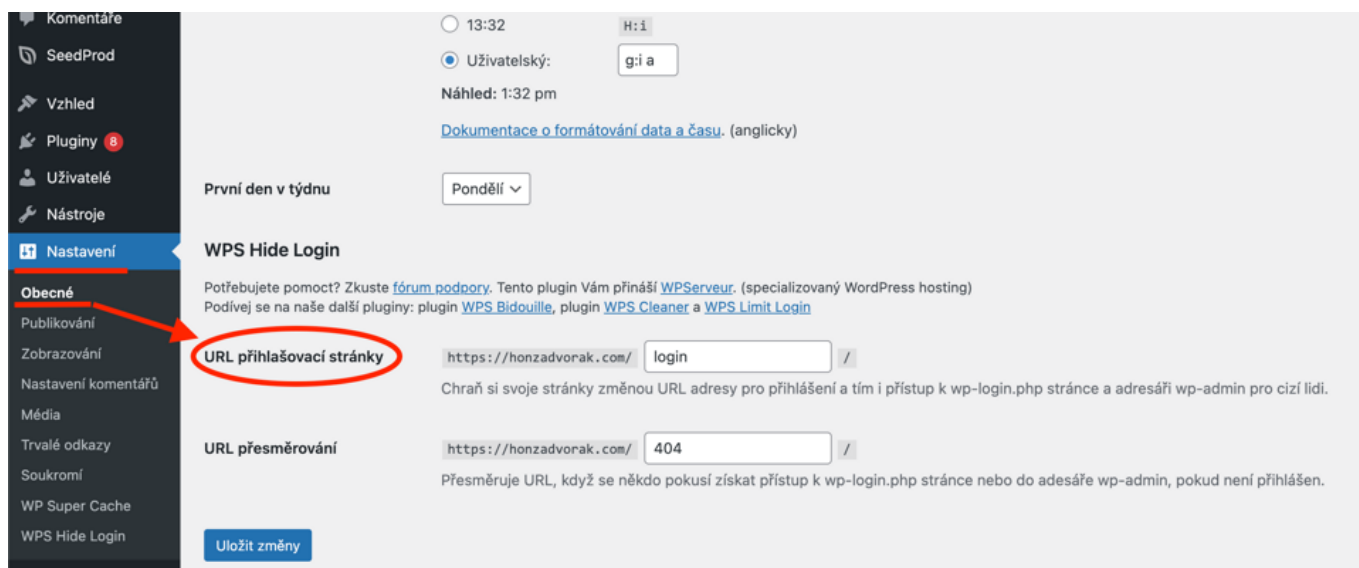 Komentáře
SeedProd
Vzhled
Pluginy 8
Uživatelé
Nástroje
Nastavení
Obecné
Publikování
Zobrazování
Nastavení komentářů
Média
Trvalé odkazy
Soukromí
WP Super Cache
WPS Hide Login
13:32 H:i
Uživatelský: g:i a
Náhled: 1:32 pm
Dokumentace o formátování data a času. (anglicky)
První den v týdnu Pondělí
WPS Hide Login
Potřebujete pomoct? Zkuste fórum podpory. Tento plugin Vám přináší WPServeur. (specializovaný WordPress hosting)
Podívej se na naše další pluginy: plugin WPS Bidouille, plugin WPS Cleaner a WPS Limit Login
URL přihlašovací stránky https://honzadvorak.com/ login /
Chraň si svoje stránky změnou URL adresy pro přihlášení a tím i přístup k wp-login.php stránce a adresáři wp-admin pro cizí lidi.
URL přesměrování https://honzadvorak.com/ 404 /
Přesměruje URL, když se někdo pokusí získat přístup k wp-login.php stránce nebo do adesáře wp-admin, pokud není přihlášen.
Uložit změny